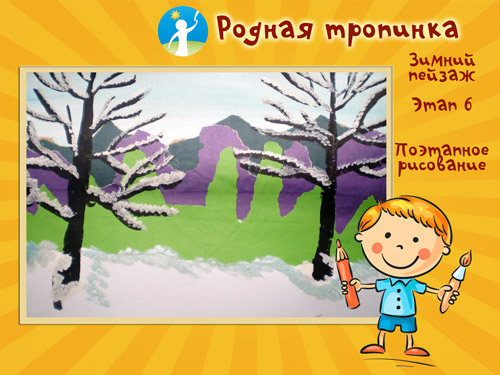 Родная тропинка
Зимний
пейзаж
Этап 6
Поэтапное
рисование